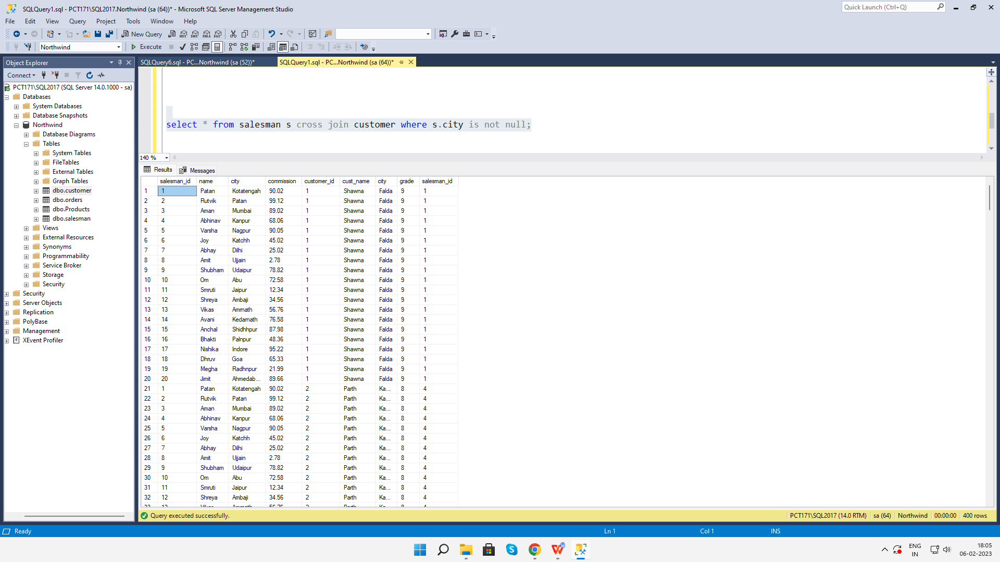 SQLQuery1.sql - PCT171\SQL2017.Northwind (sa (64))* - Microsoft SQL Server Management Studio
Quick Launch (Ctrl+Q)
File Edit View Query Project Tools Window Help
New Query
MDX DMX XMLA DAX
Northwind Execute
Object Explorer
SQLQuery6.sql - PC...Northwind (sa (52))* SQLQuery1.sql - PC...Northwind (sa (64))*
Connect
PCT171\SQL2017 (SQL Server 14.0.1000 - sa)
Databases
System Databases
Database Snapshots
Northwind
Database Diagrams
Tables
System Tables
FileTables
External Tables
Graph Tables
dbo.customer
dbo.orders
dbo.Products
dbo.salesman
Views
External Resources
Synonyms
Programmability
Service Broker
Storage
Security
Security
Server Objects
Replication
PolyBase
Management
XEvent Profiler
select * from salesman s cross join customer where s.city is not null;
140 %
Results Messages
salesman_id name city commission customer_id cust_name city grade salesman_id
1 1 Patan Kotatengah 90.02 1 Shawna Falda 9 1
2 2 Rutvik Patan 99.12 1 Shawna Falda 9 1
3 3 Aman Mumbai 89.02 1 Shawna Falda 9 1
4 4 Abhinav Kanpur 68.06 1 Shawna Falda 9 1
5 5 Varsha Nagpur 90.05 1 Shawna Falda 9 1
6 6 Joy Katchh 45.02 1 Shawna Falda 9 1
7 7 Abhay Dilhi 25.02 1 Shawna Falda 9 1
8 8 Amit Ujjain 2.78 1 Shawna Falda 9 1
9 9 Shubham Udaipur 78.82 1 Shawna Falda 9 1
10 10 Om Abu 72.58 1 Shawna Falda 9 1
11 11 Smruti Jaipur 12.34 1 Shawna Falda 9 1
12 12 Shreya Ambaji 34.56 1 Shawna Falda 9 1
13 13 Vikas Amrnath 56.76 1 Shawna Falda 9 1
14 14 Avani Kedarnath 76.58 1 Shawna Falda 9 1
15 15 Anchal Shidhhpur 87.98 1 Shawna Falda 9 1
16 16 Bhakti Palnpur 48.36 1 Shawna Falda 9 1
17 17 Nishika Indore 95.22 1 Shawna Falda 9 1
18 18 Dhruv Goa 65.33 1 Shawna Falda 9 1
19 19 Megha Radhnpur 21.99 1 Shawna Falda 9 1
20 20 Jimit Ahmedab... 89.66 1 Shawna Falda 9 1
21 1 Patan Kotatengah 90.02 2 Parth Ka... 8 4
22 2 Rutvik Patan 99.12 2 Parth Ka... 8 4
23 3 Aman Mumbai 89.02 2 Parth Ka... 8 4
24 4 Abhinav Kanpur 68.06 2 Parth Ka... 8 4
25 5 Varsha Nagpur 90.05 2 Parth Ka... 8 4
26 6 Joy Katchh 45.02 2 Parth Ka... 8 4
27 7 Abhay Dilhi 25.02 2 Parth Ka... 8 4
28 8 Amit Ujjain 2.78 2 Parth Ka... 8 4
29 9 Shubham Udaipur 78.82 2 Parth Ka... 8 4
30 10 Om Abu 72.58 2 Parth Ka... 8 4
31 11 Smruti Jaipur 12.34 2 Parth Ka... 8 4
32 12 Shreya Ambaji 34.56 2 Parth Ka... 8 4
Query executed successfully. PCT171\SQL2017 (14.0 RTM) sa (64) Northwind 00:00:00 400 rows
Ready Ln 1 Col 1 INS
ENG
IN
18:05
06-02-2023